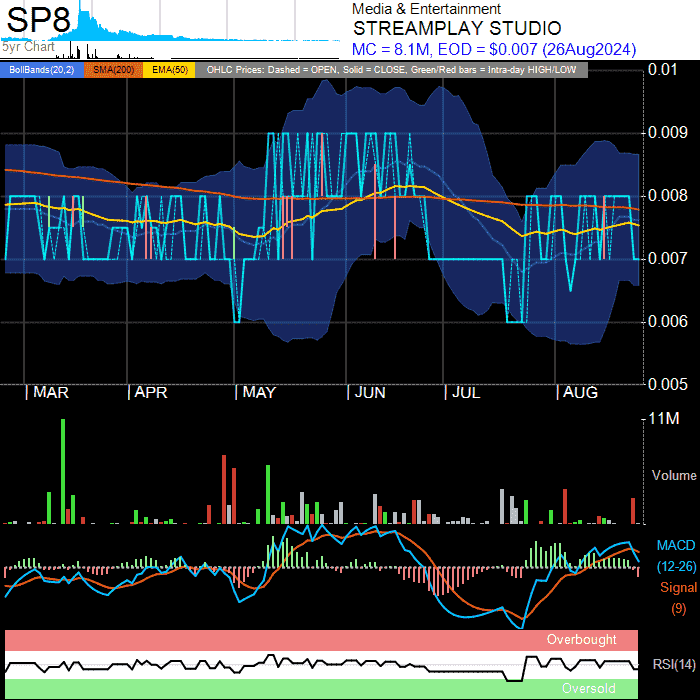 SP8
5yr Chart
Media & Entertainment
STREAMPLAY STUDIO
MC = 8.1M, EOD = $0.007 (26Aug2024)
BollBands(20,2) SMA(200) EMA(50) OHLC Prices: Dashed = OPEN, Solid = CLOSE, Green/Red bars = Intra-day HIGH/LOW
0.01
0.009
0.008
0.007
0.006
0.005
MAR APR MAY JUN JUL AUG
11M
Volume
MACD
(12-26)
Signal
(9)
Overbought
RSI(14)
Oversold